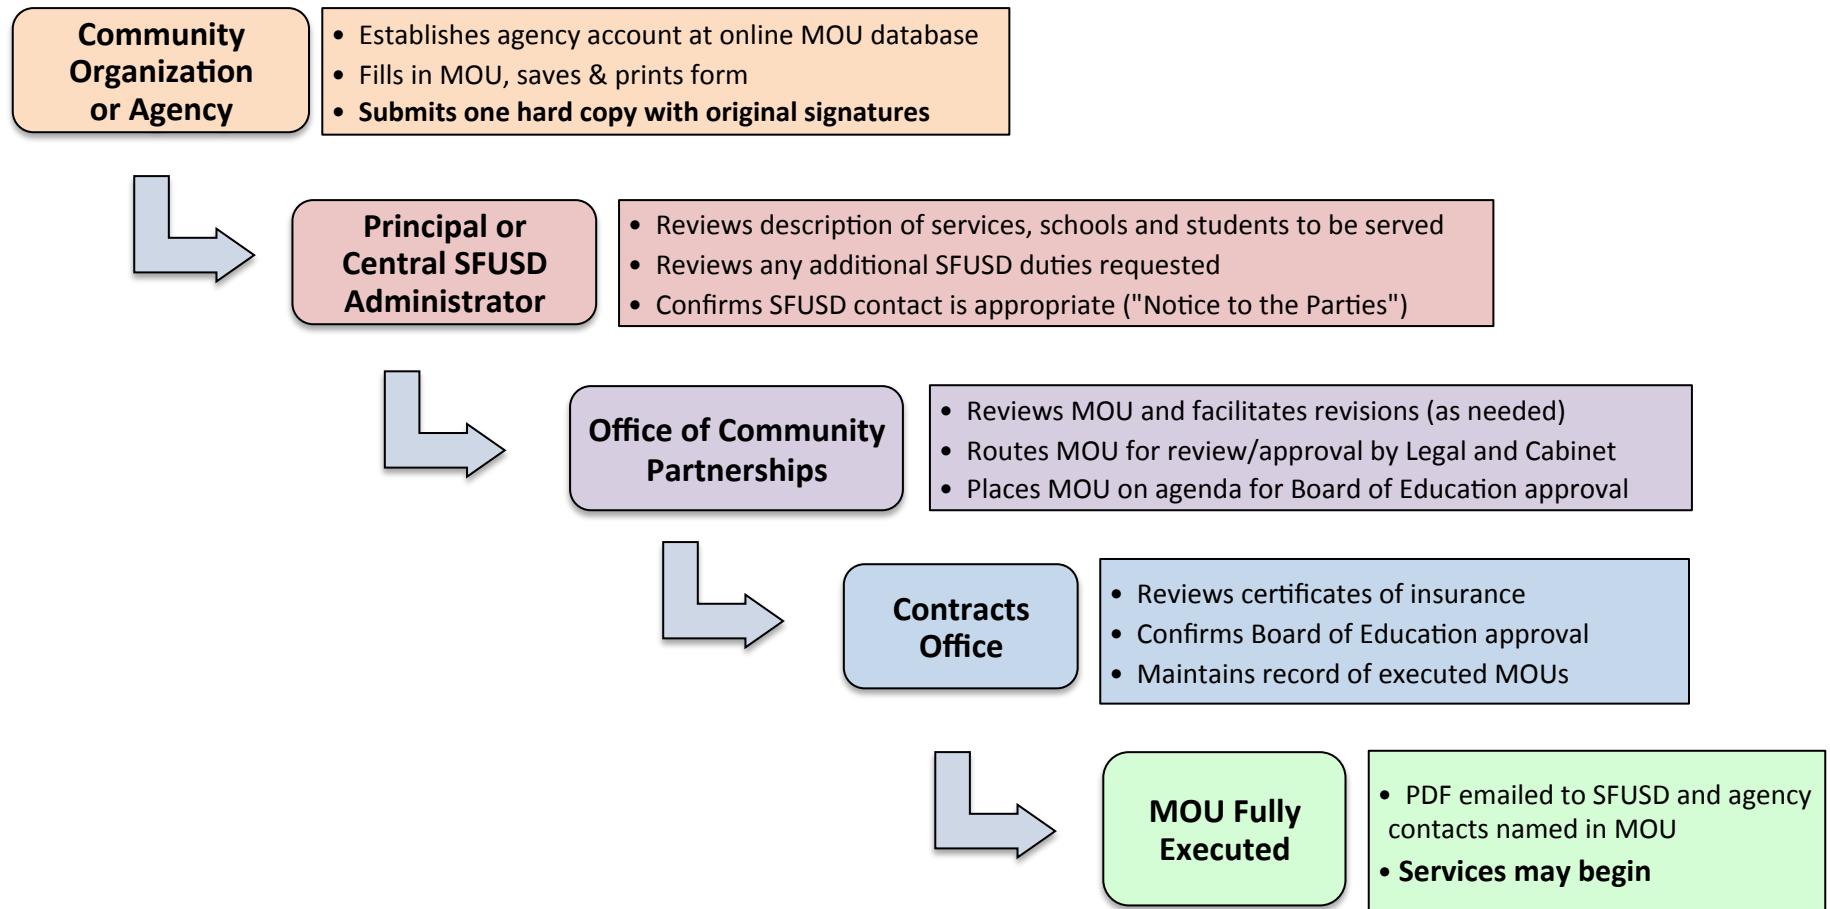 Community
Organization
or Agency
• Establishes agency account at online MOU database
• Fills in MOU, saves & prints form
• Submits one hard copy with original signatures
Principal or
Central SFUSD
Administrator
• Reviews description of services, schools and students to be served
• Reviews any additional SFUSD duties requested
• Confirms SFUSD contact is appropriate ("Notice to the Parties")
Office of Community
Partnerships
• Reviews MOU and facilitates revisions (as needed)
• Routes MOU for review/approval by Legal and Cabinet
• Places MOU on agenda for Board of Education approval
Contracts
Office
• Reviews certificates of insurance
• Confirms Board of Education approval
• Maintains record of executed MOUs
MOU Fully
Executed
• PDF emailed to SFUSD and agency
contacts named in MOU
• Services may begin